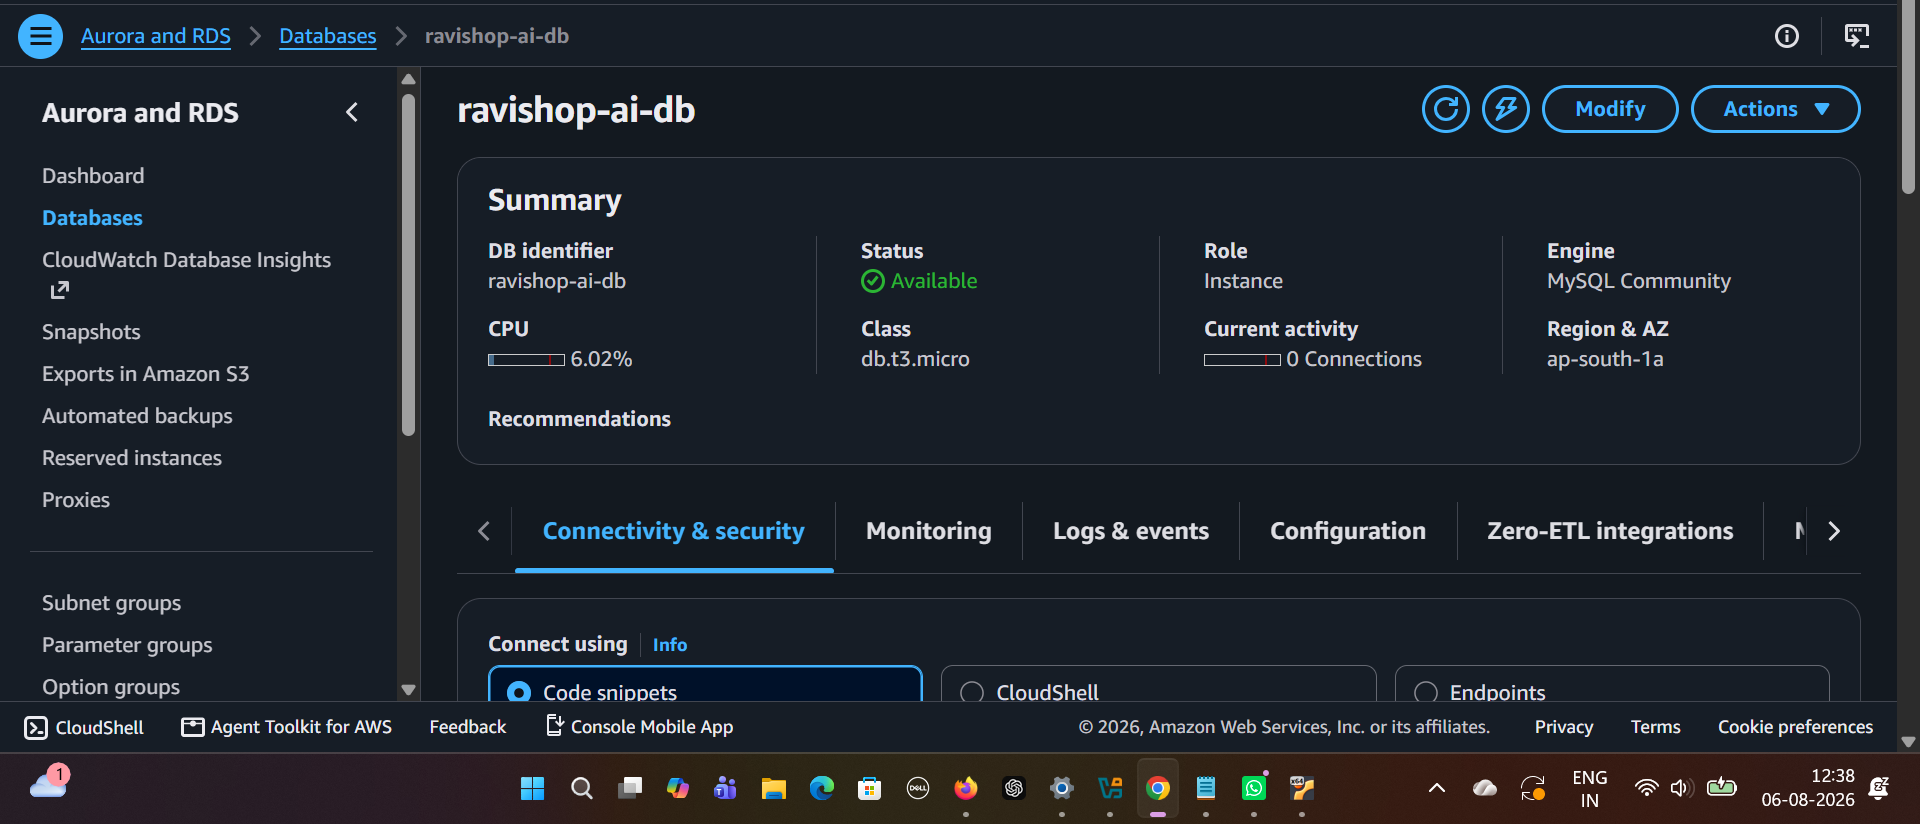 Aurora and RDS > Databases > ravishop-ai-db
Aurora and RDS
Dashboard
Databases
CloudWatch Database Insights
Snapshots
Exports in Amazon S3
Automated backups
Reserved instances
Proxies
Subnet groups
Parameter groups
Option groups
ravishop-ai-db
Modify
Actions
Summary
DB identifier
ravishop-ai-db
Status
Available
Role
Instance
Engine
MySQL Community
CPU
6.02%
Class
db.t3.micro
Current activity
0 Connections
Region & AZ
ap-south-1a
Recommendations
Connectivity & security
Monitoring
Logs & events
Configuration
Zero-ETL integrations
Connect using
Info
Code snippets
CloudShell
Endpoints
CloudShell
Agent Toolkit for AWS
Feedback
Console Mobile App
© 2026, Amazon Web Services, Inc. or its affiliates.
Privacy
Terms
Cookie preferences
1
DELL
ENG
IN
12:38
06-08-2026